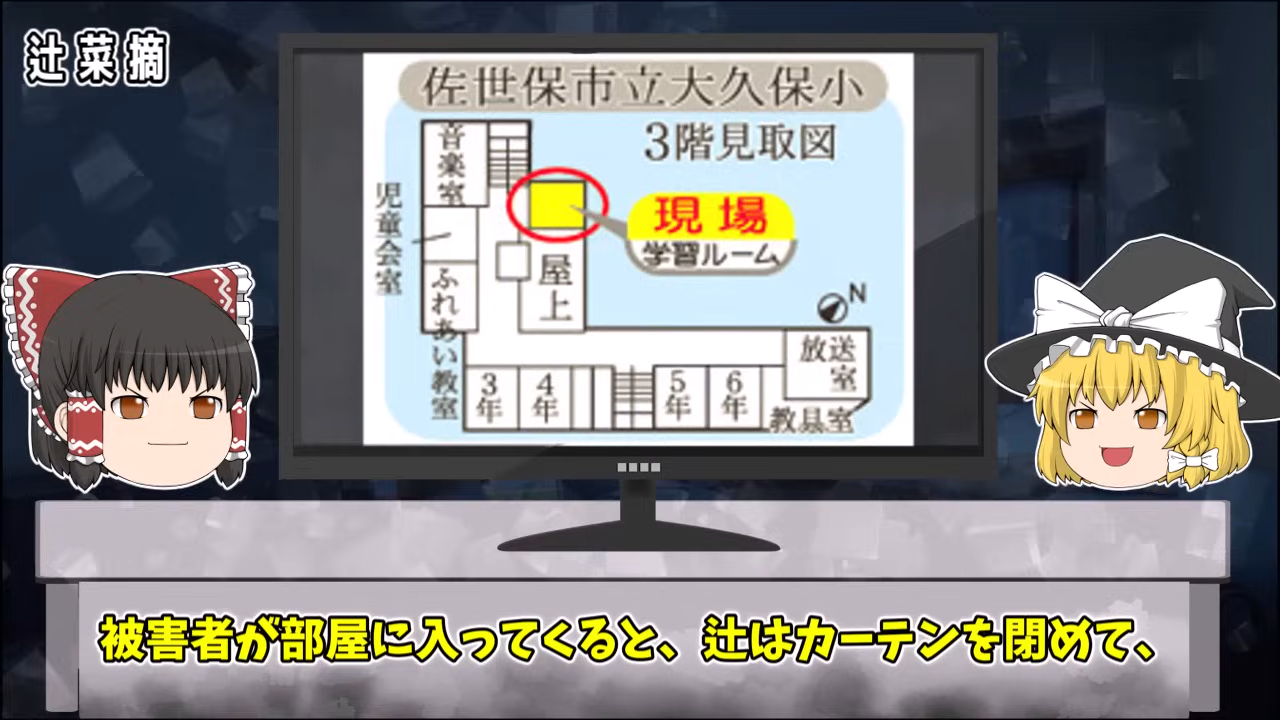 辻菜摘
佐世保市立大久保小
3階見取図
音楽室
児童会室
現場
学習ルーム
屋上
ふれあい教室
N
放送室
3年
4年
5年
6年
教具室
被害者が部屋に入ってくると、辻はカーテンを閉めて、